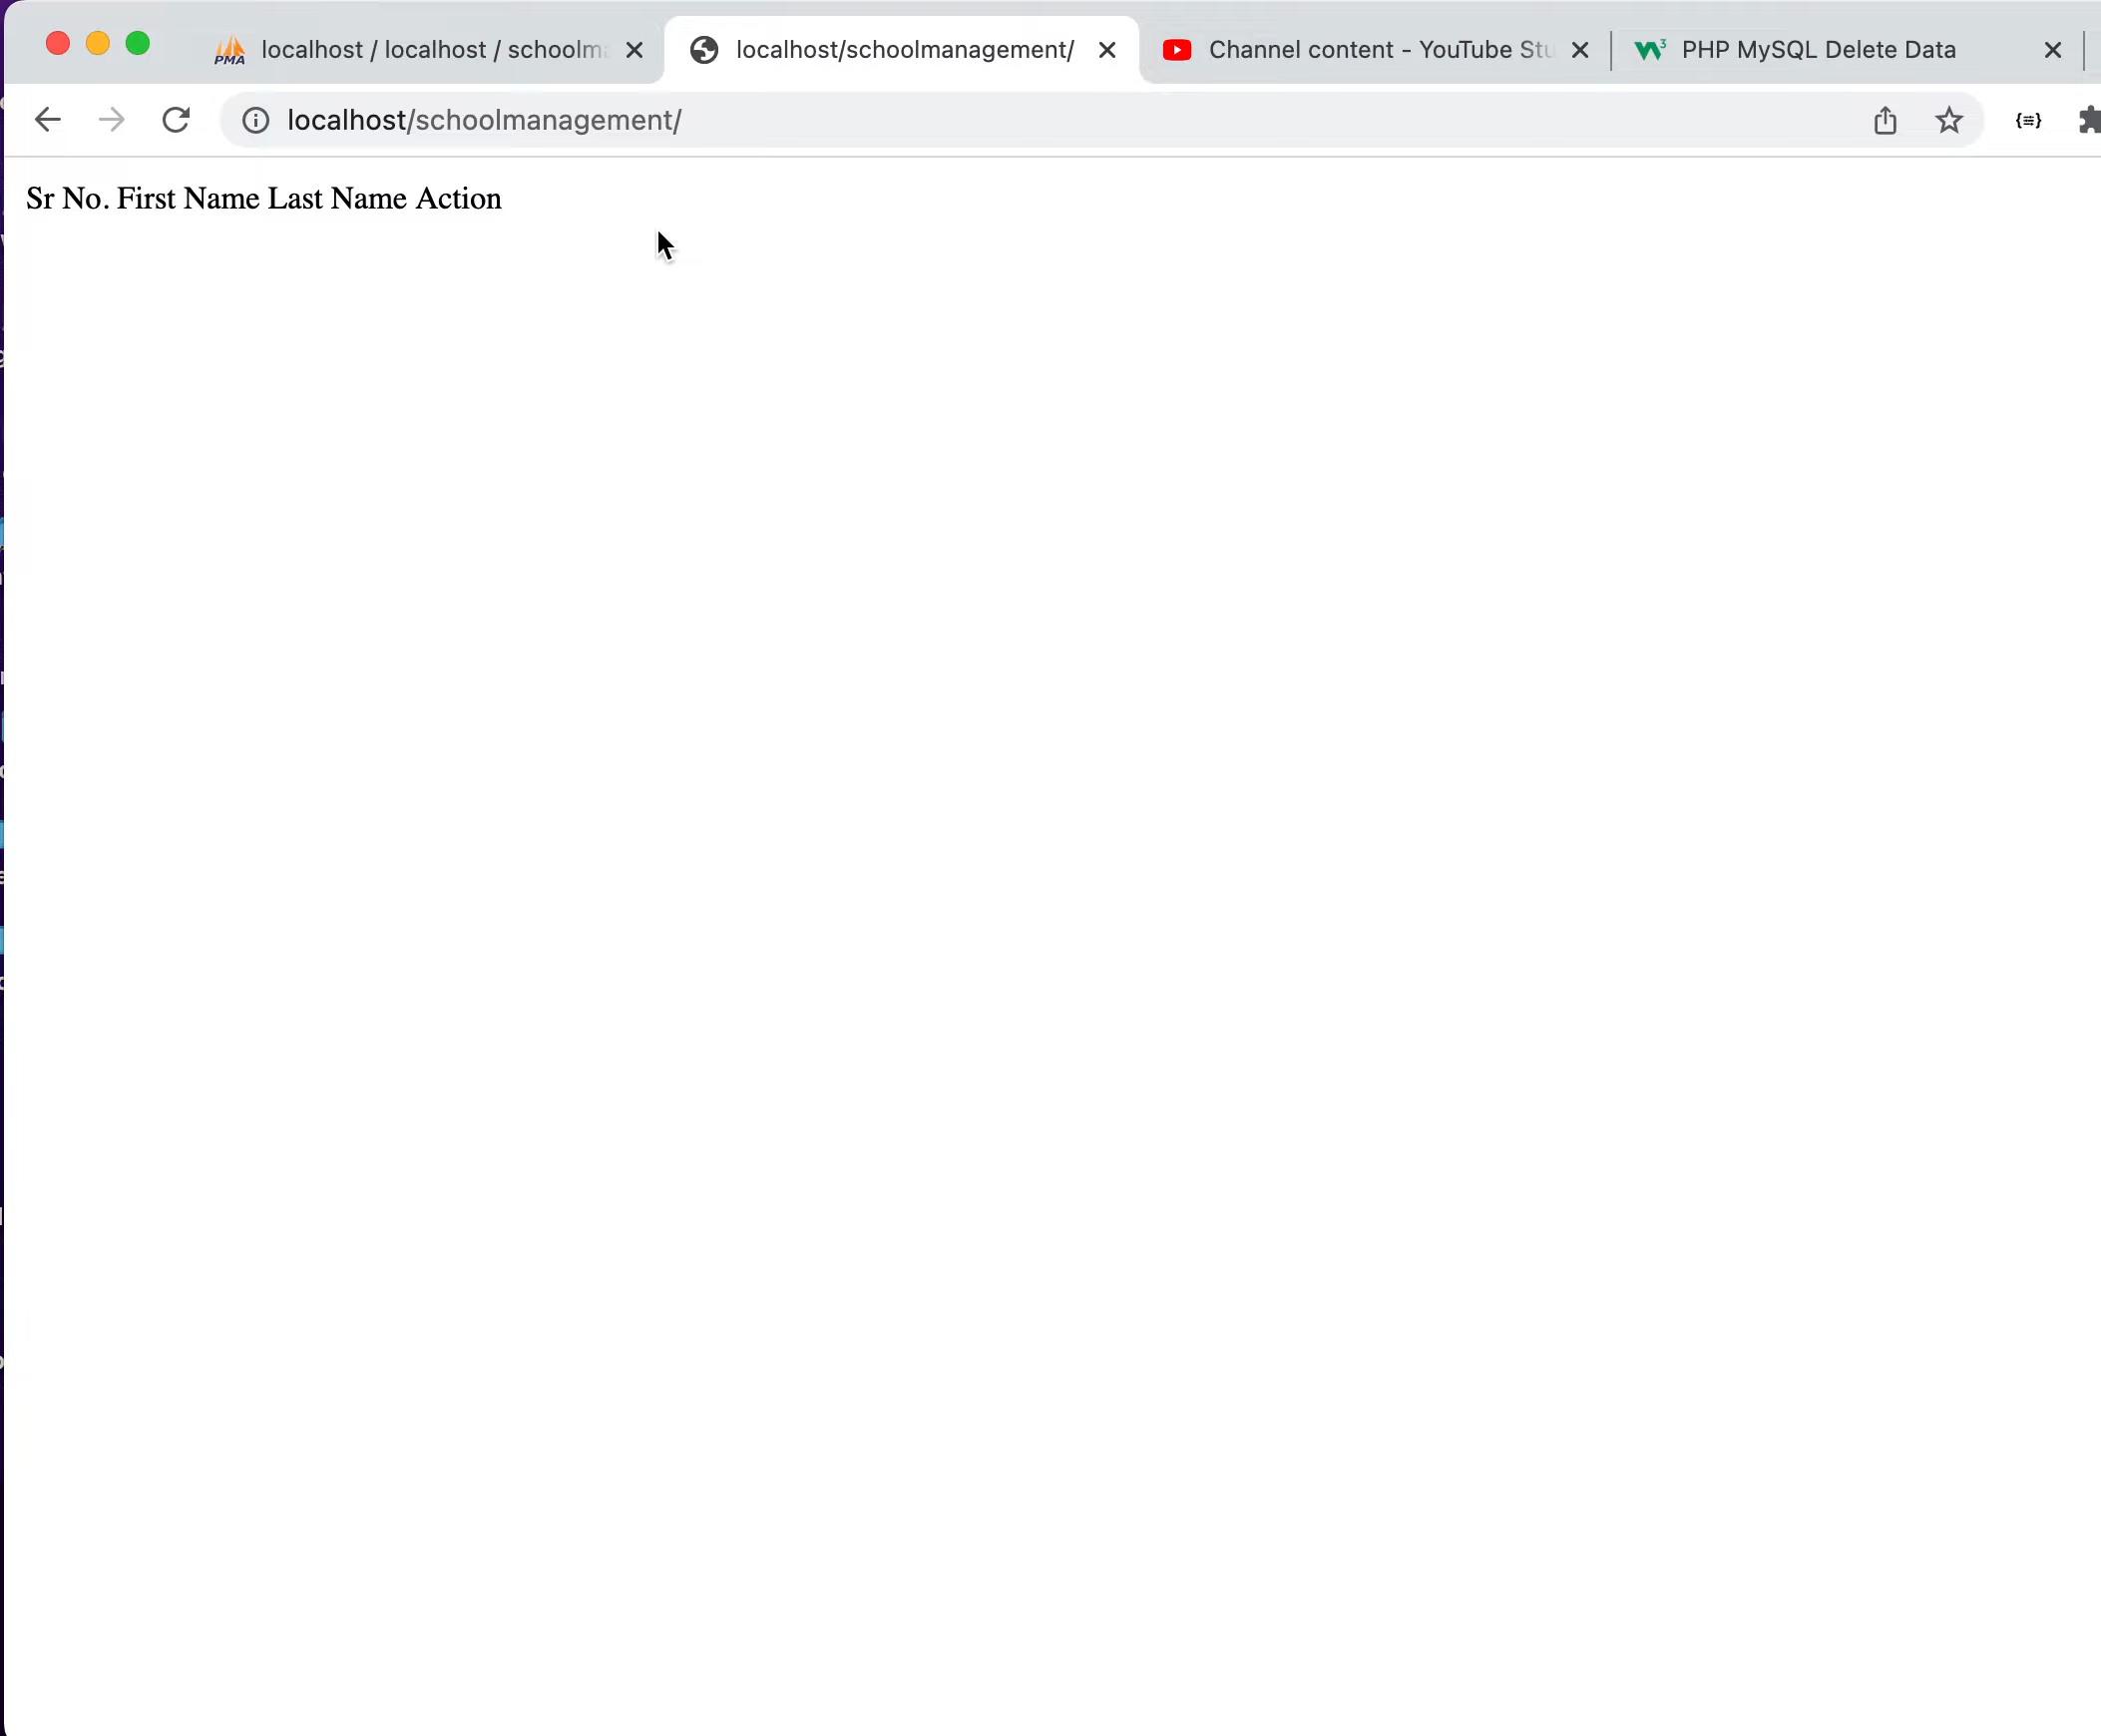 PMA localhost / localhost / schoolm
localhost/schoolmanagement/
Channel content - YouTube Stu
PHP MySQL Delete Data
localhost/schoolmanagement/
Sr No. First Name Last Name Action